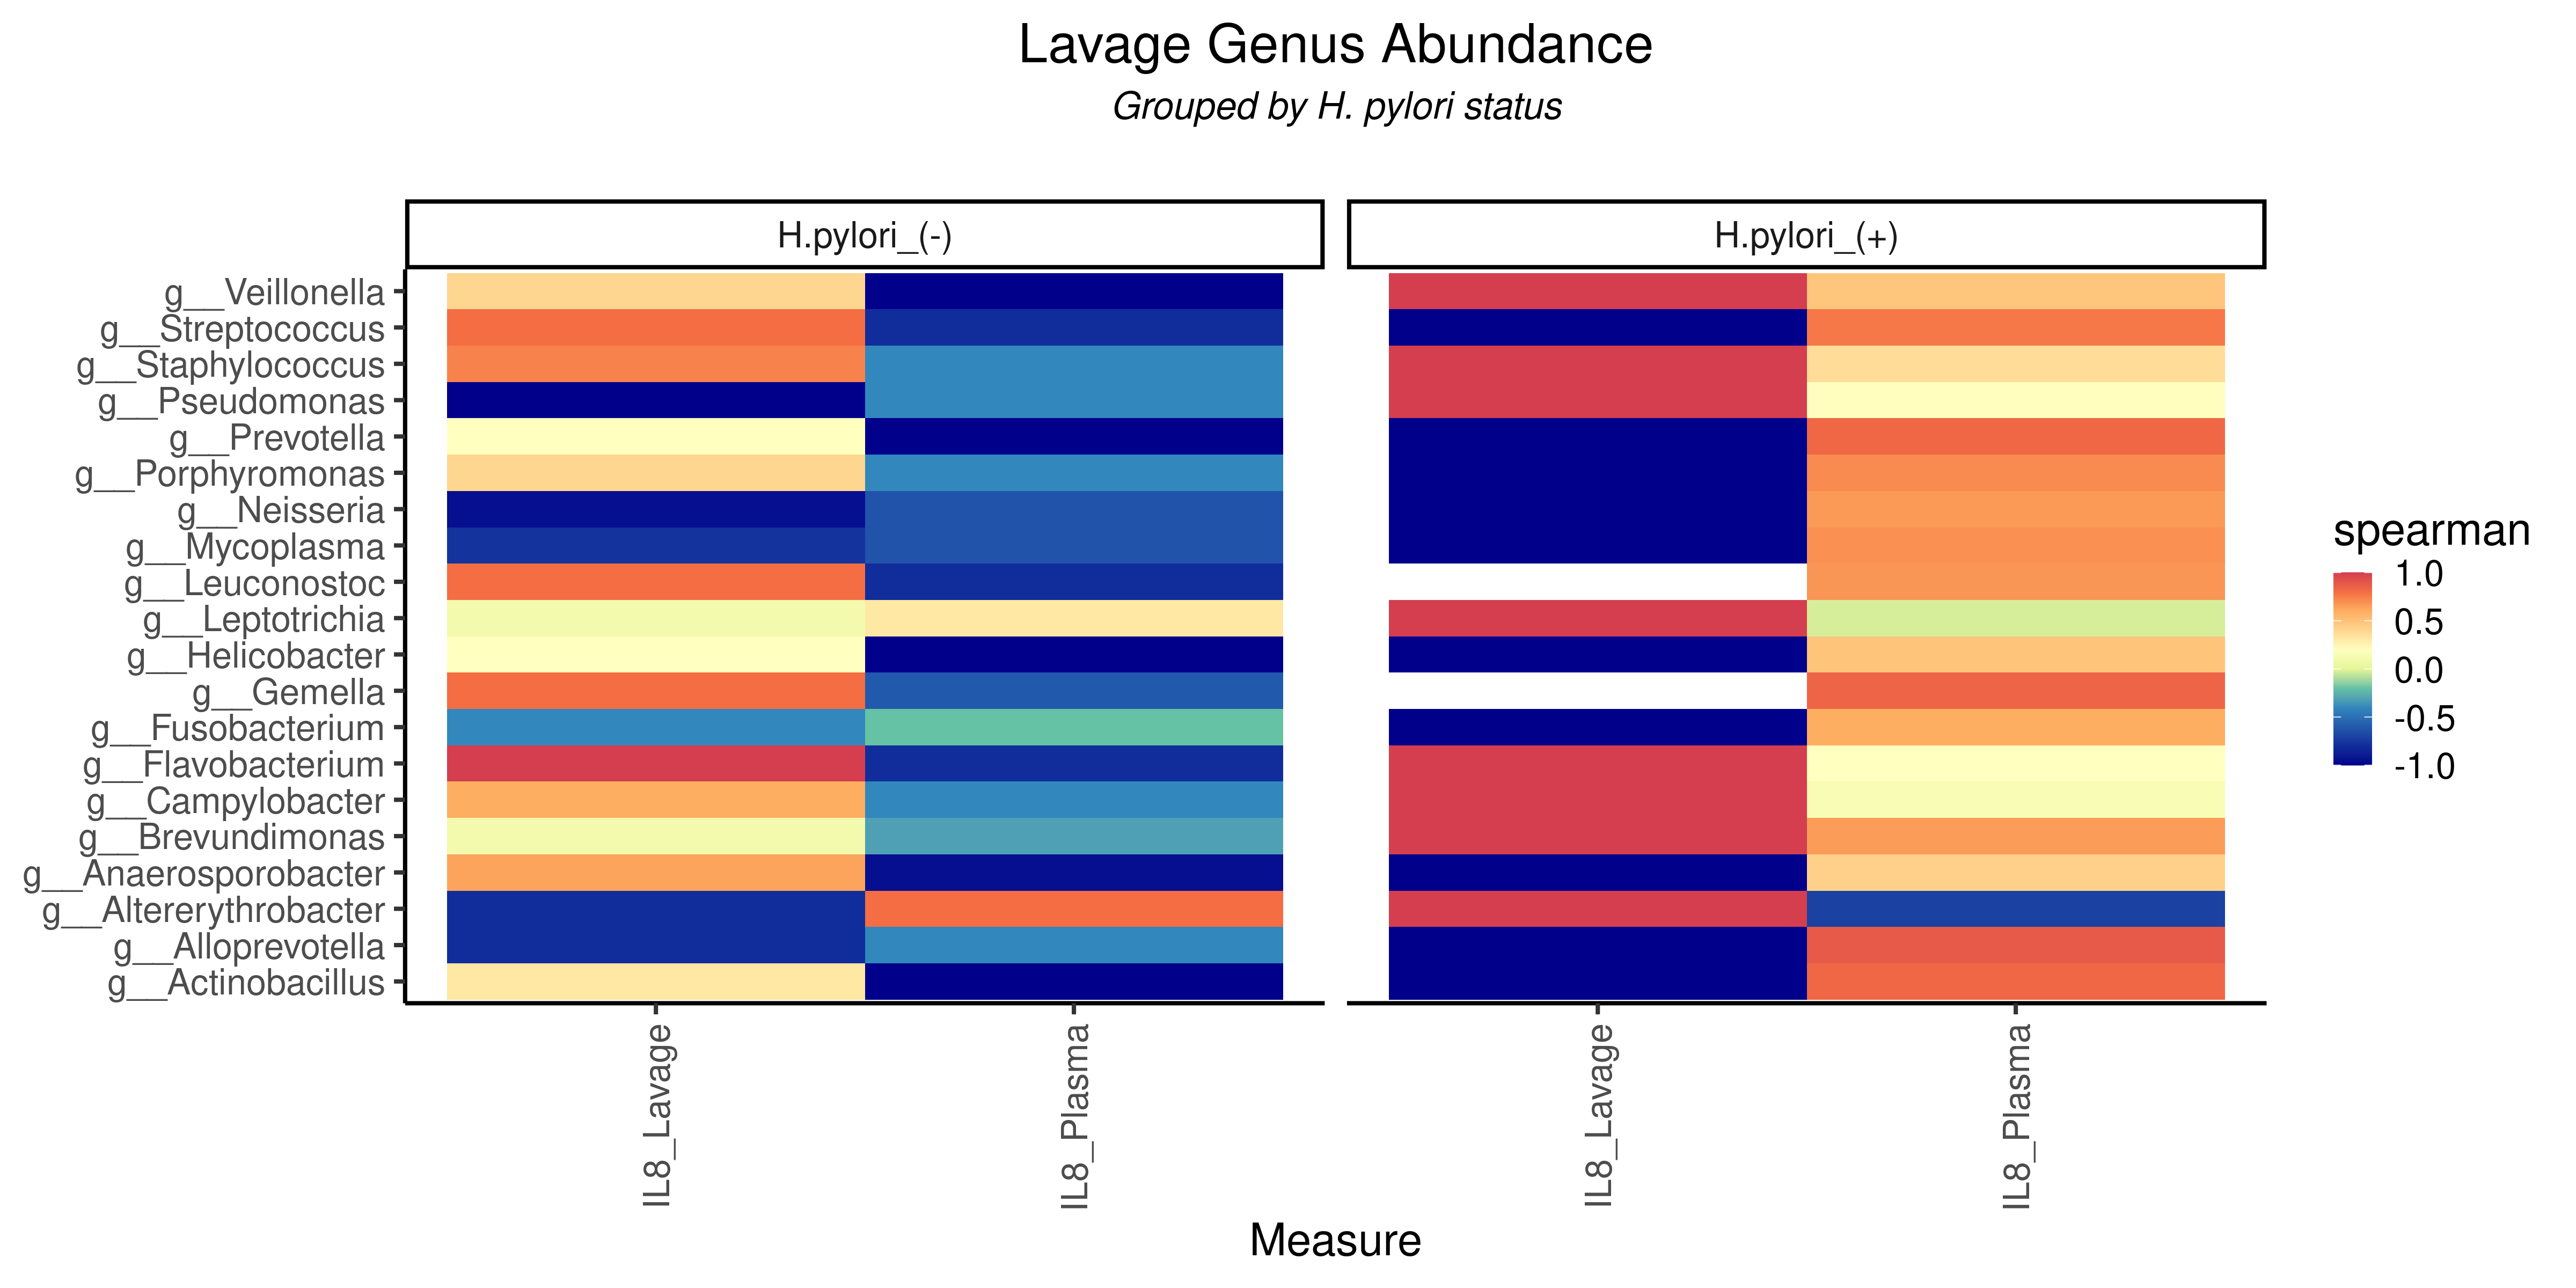 Lavage Genus Abundance
Grouped by H. pylori status
H.pylori_(-)
H.pylori_(+)
g__Veillonella
g__Streptococcus
g__Staphylococcus
g__Pseudomonas
g__Prevotella
g__Porphyromonas
g__Neisseria
g__Mycoplasma
g__Leuconostoc
g__Leptotrichia
g__Helicobacter
g__Gemella
g__Fusobacterium
g__Flavobacterium
g__Campylobacter
g__Brevundimonas
g__Anaerosporobacter
g__Altererythrobacter
g__Alloprevotella
g__Actinobacillus
IL8_Lavage
IL8_Plasma
IL8_Lavage
IL8_Plasma
Measure
spearman
1.0
0.5
0.0
-0.5
-1.0